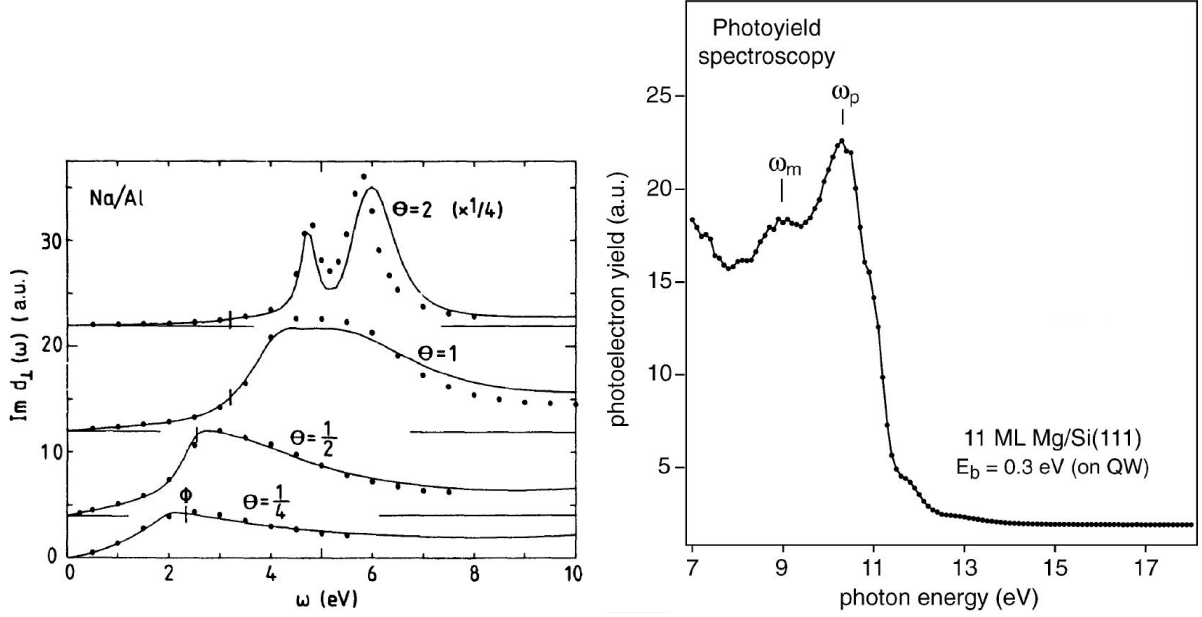 Na/Al
Θ=2 (×1/4)
Θ=1
Θ=1/2
Φ
Θ=1/4
30
20
10
0
Im d⊥(ω) (a.u.)
0 2 4 6 8 10
ω (eV)
Photoyield
spectroscopy
ωp
ωm
25
20
15
10
5
photoelectron yield (a.u.)
11 ML Mg/Si(111)
Eb = 0.3 eV (on QW)
7 9 11 13 15 17
photon energy (eV)